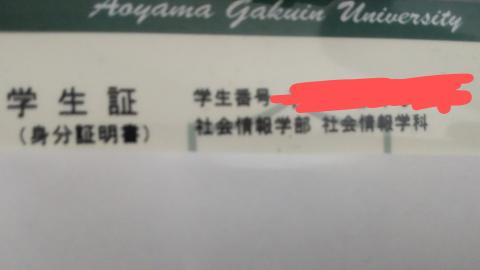 Aoyama Gakuin University
学生証
（身分証明書）
学生番号
社会情報学部 社会情報学科